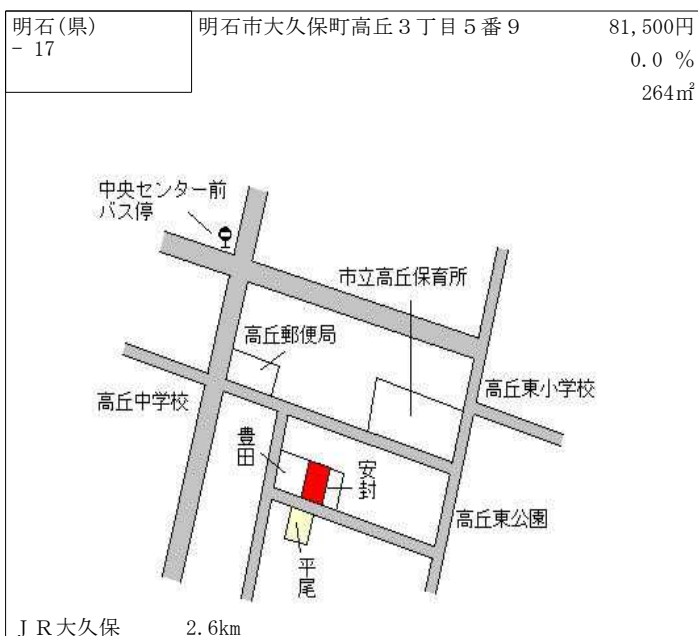 明石(県)
- 17
明石市大久保町高丘３丁目５番９
81,500円
0.0 %
264㎡
中央センター前
バス停
市立高丘保育所
高丘郵便局
高丘東小学校
高丘中学校
豊田
安封
高丘東公園
平尾
ＪＲ大久保 2.6km